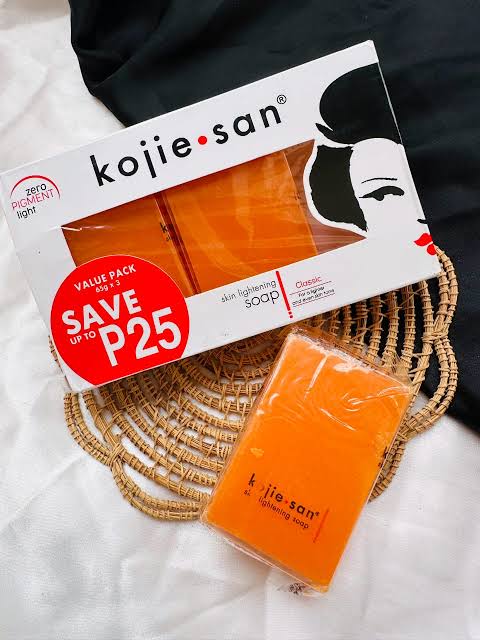 kojie.san®
zero
PIGMENT
light
VALUE PACK
65g x 3
SAVE
UP TO
P25
skin lightening
soap
Classic
For a lighter
and even skin tone
kojie.san®
skin lightening soap